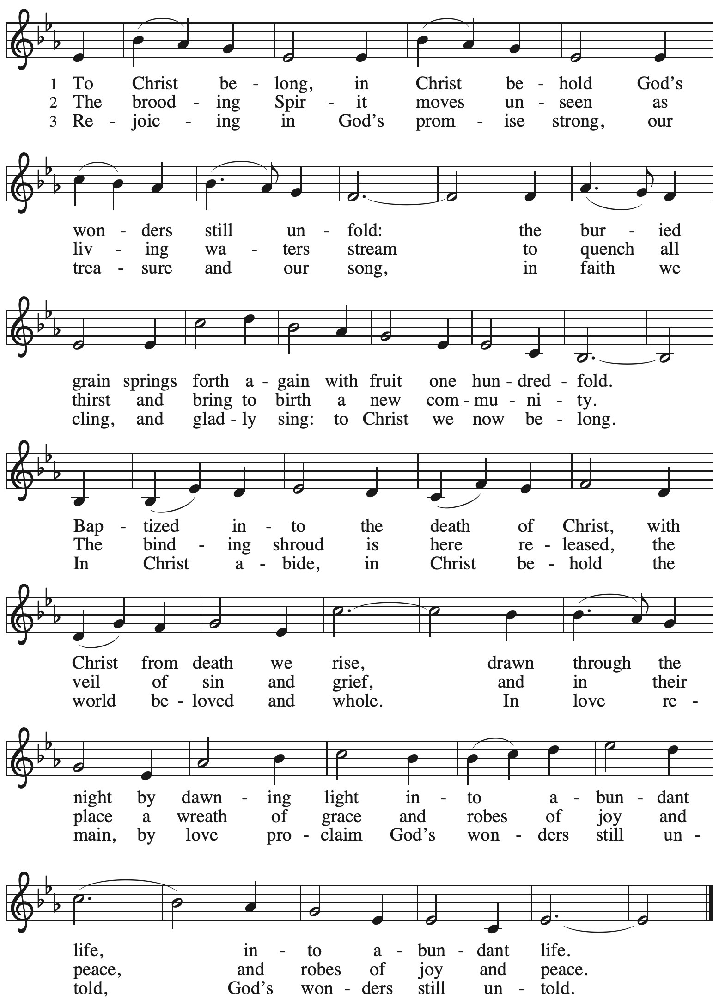 1 To Christ be - long, in Christ be - hold God’s
2 The brood - ing Spir - it moves un - seen as
3 Re - joic - ing in God’s prom - ise strong, our
won - ders still un - fold: the bur - ied
liv - ing wa - ters stream to quench all
trea - sure and our song, in faith we
grain springs forth a - gain with fruit one hun - dred - fold.
thirst and bring to birth a new com - mu - ni - ty.
cling, and glad - ly sing: to Christ we now be - long.
Bap - tized in - to the death of Christ, with
The bind - ing shroud is here re - leased, the
In Christ a - bide, in Christ be - hold the
Christ from death we rise, drawn through the
veil of sin and grief, and in their
world be - loved and whole. In love re -
night by dawn - ing light in - to a - bun - dant
place a wreath of grace and robes of joy and
main, by love pro - claim God’s won - ders still un -
life, in - to a - bun - dant life.
peace, and robes of joy and peace.
told, God’s won - ders still un - told.